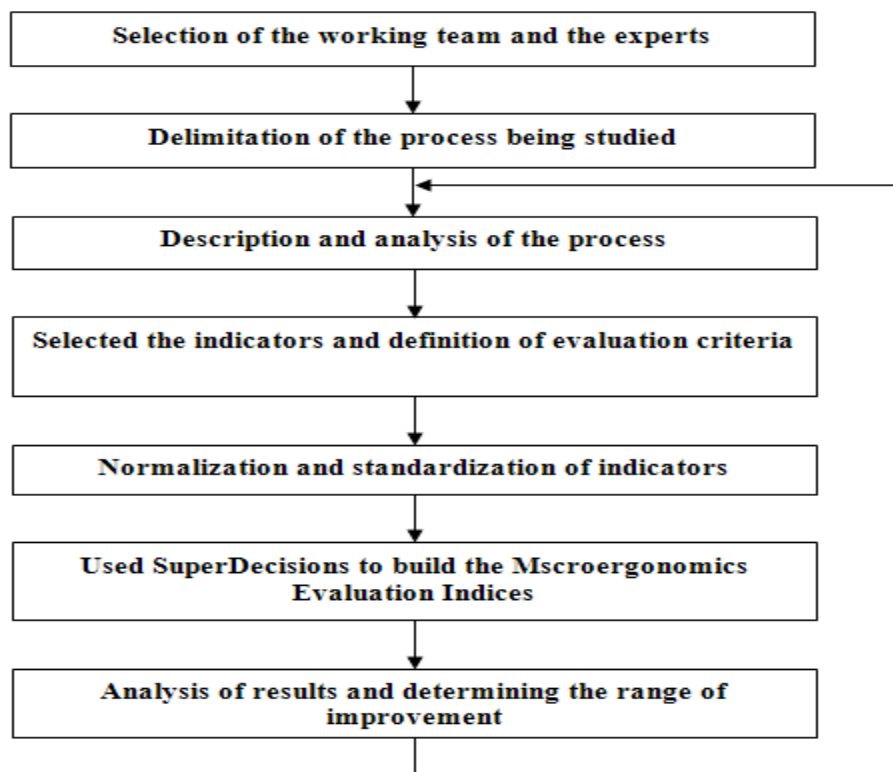 Selection of the working team and the experts
Delimitation of the process being studied
Description and analysis of the process
Selected the indicators and definition of evaluation criteria
Normalization and standardization of indicators
Used SuperDecisions to build the Mscroergonomics
Evaluation Indices
Analysis of results and determining the range of
improvement